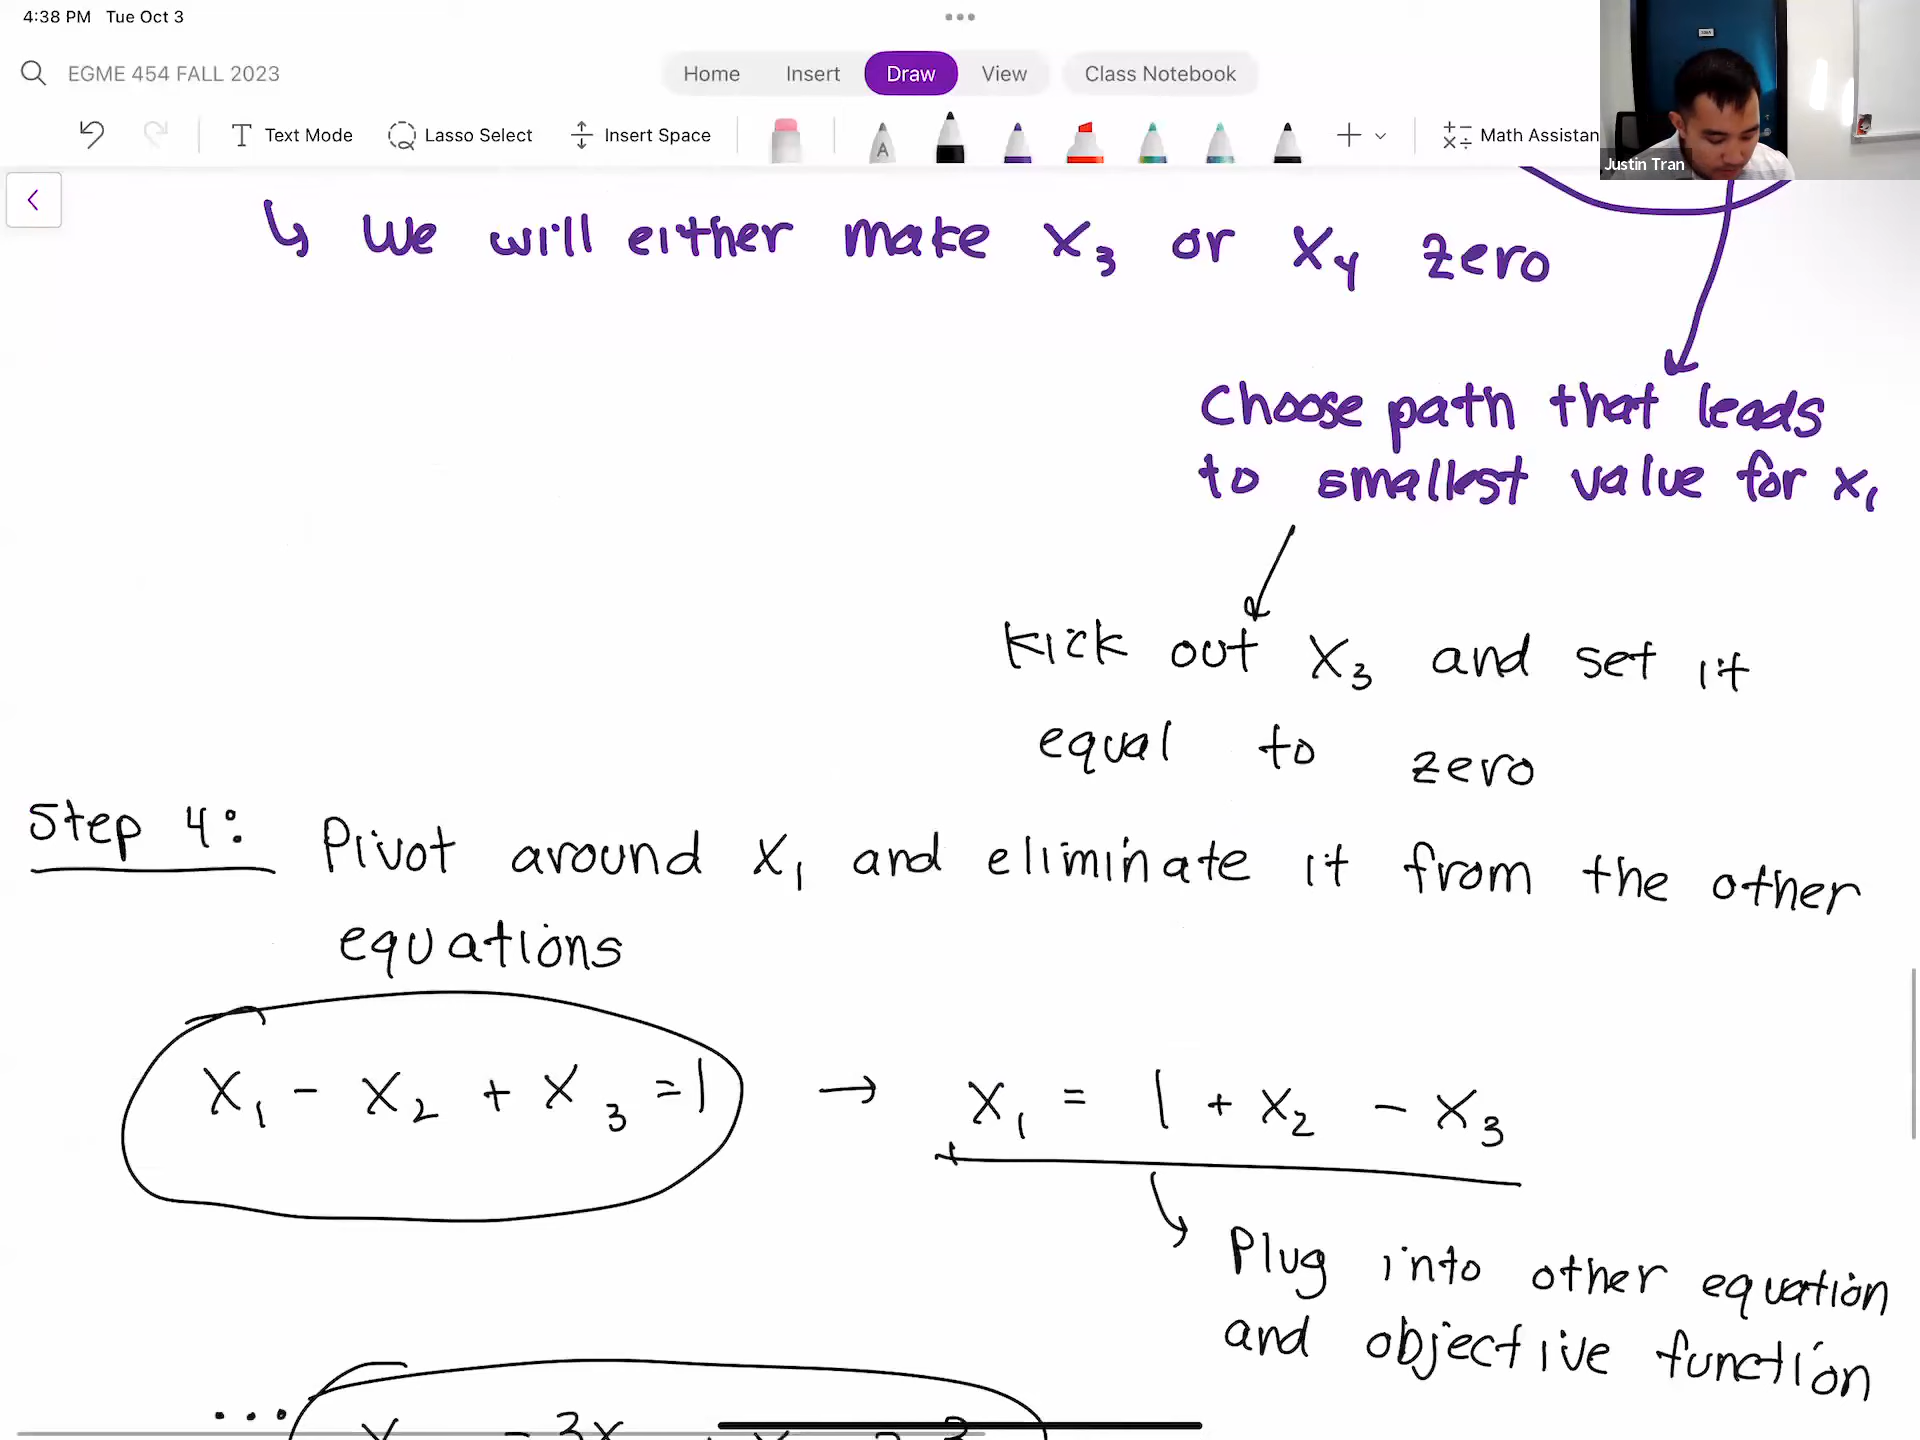 4:38 PM Tue Oct 3
EGME 454 FALL 2023
Home Insert Draw View Class Notebook
Text Mode Lasso Select Insert Space A Math Assistan
Justin Tran
↳ We will either make X₃ or X₄ zero
Choose path that leads
to smallest value for x₁
Kick out X₃ and set it
equal to zero
Step 4: Pivot around X₁ and eliminate it from the other
equations
X₁ - X₂ + X₃ = 1 → X₁ = 1 + X₂ - X₃
Plug into other equation
and objective function
...